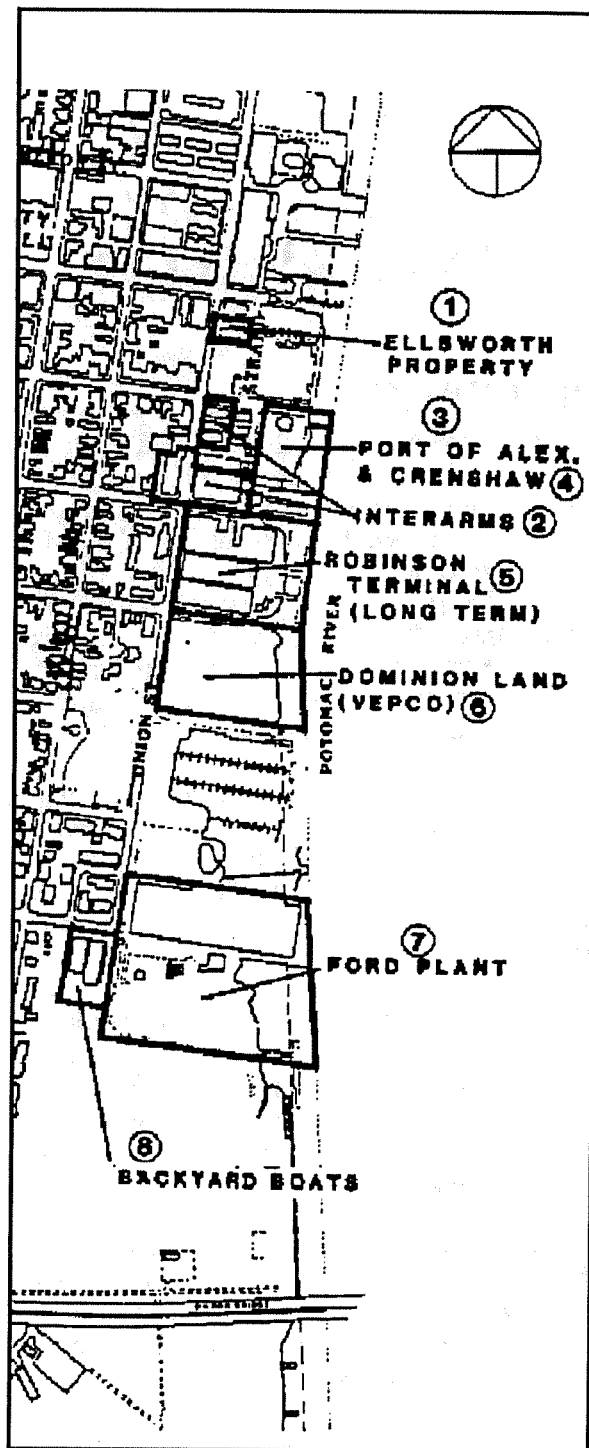 ①
ELLSWORTH
PROPERTY
STRAND
③
PORT OF ALEX.
& CRENSHAW ④
INTERARMS ②
ROBINSON
TERMINAL ⑤
(LONG TERM)
DOMINION LAND
(VEPCO) ⑥
POTOMAC RIVER
UNION ST.
⑦
FORD PLANT
⑧
BACKYARD BOATS